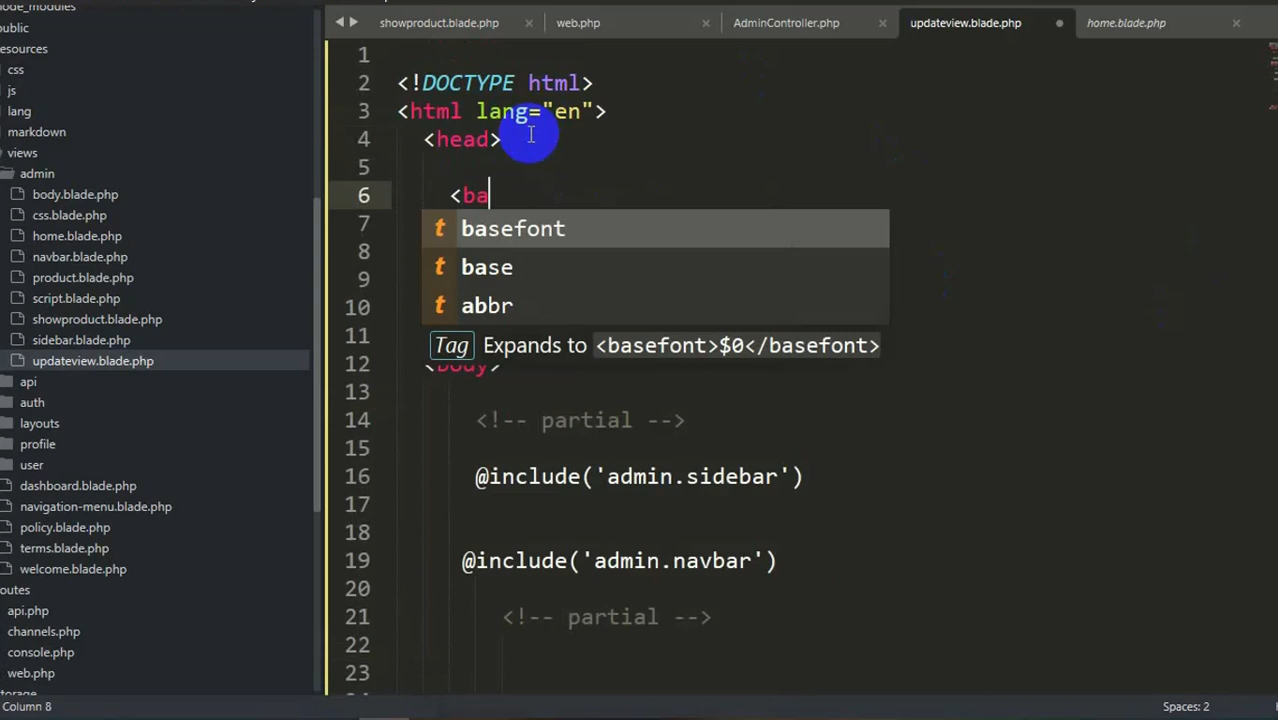 node_modules
public
resources
css
js
lang
markdown
views
admin
body.blade.php
css.blade.php
home.blade.php
navbar.blade.php
product.blade.php
script.blade.php
showproduct.blade.php
sidebar.blade.php
updateview.blade.php
api
auth
layouts
profile
user
dashboard.blade.php
navigation-menu.blade.php
policy.blade.php
terms.blade.php
welcome.blade.php
routes
api.php
channels.php
console.php
web.php
storage
showproduct.blade.php × web.php × AdminController.php × updateview.blade.php home.blade.php ×
1
2 <!DOCTYPE html>
3 <html lang="en">
4 <head>
5
6 <ba
7 t basefont
8 t base
9
10 t abbr
11 Tag Expands to <basefont>$0</basefont>
12 <body>
13
14 <!-- partial -->
15
16 @include('admin.sidebar')
17
18
19 @include('admin.navbar')
20
21 <!-- partial -->
22
23
Column 8 Spaces: 2